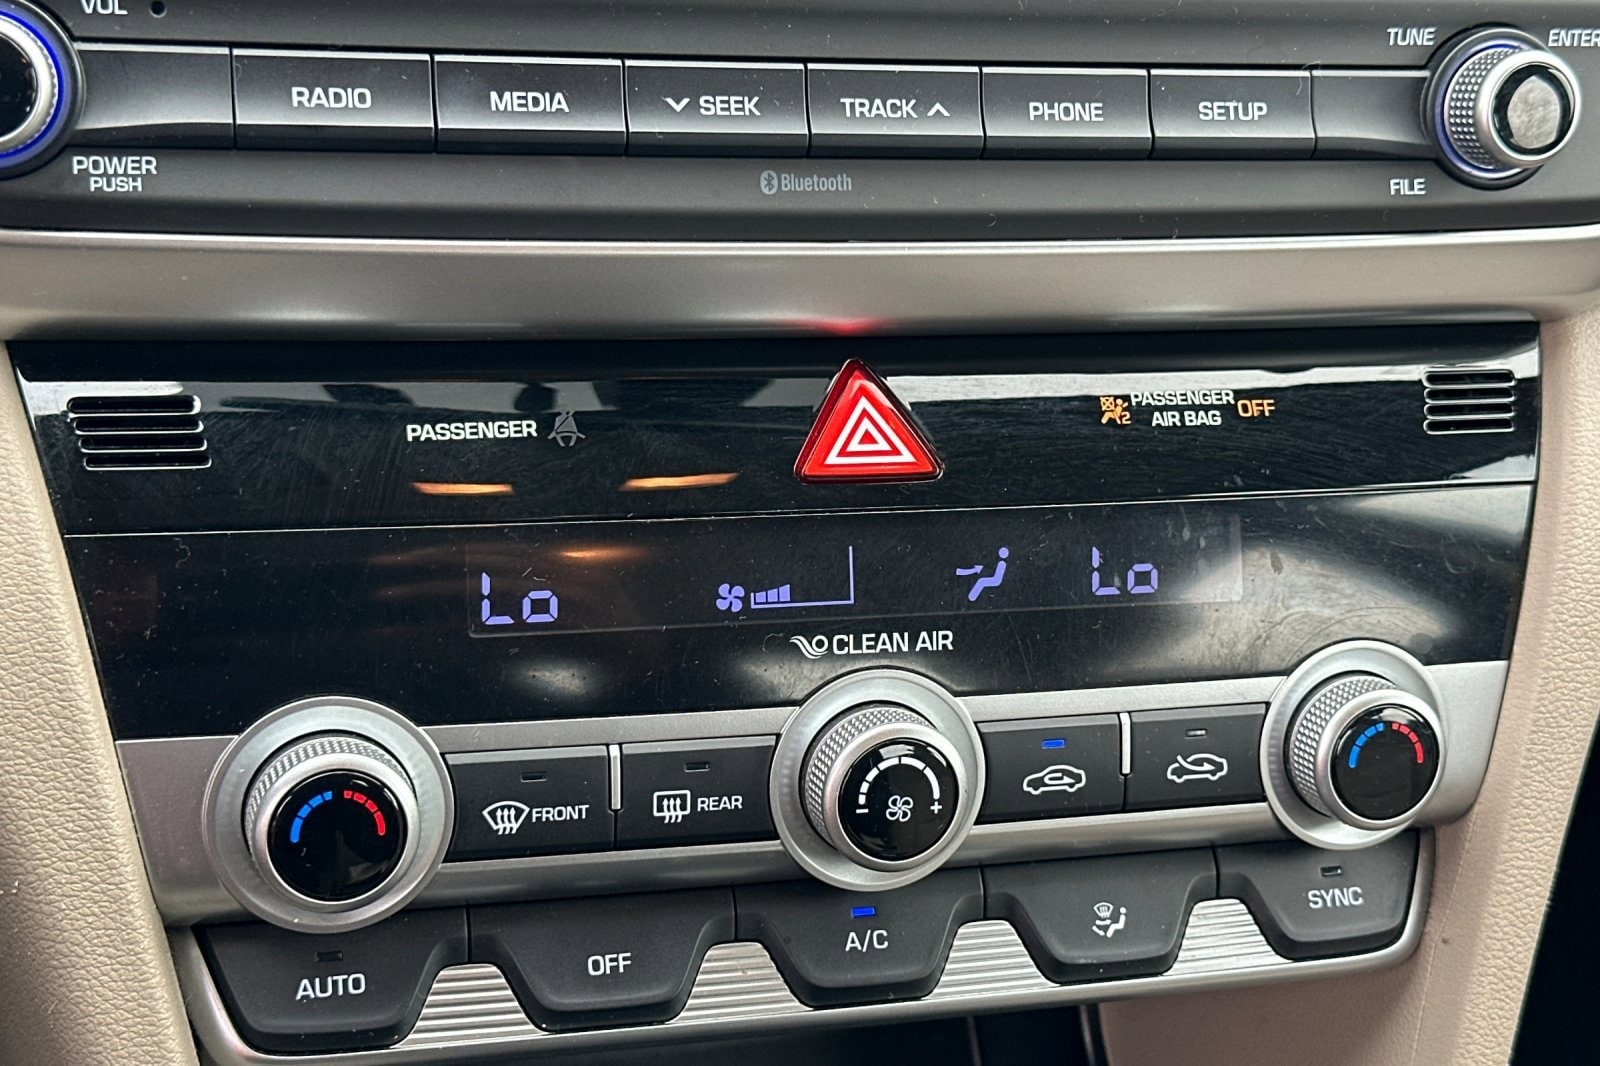 VOL
TUNE
ENTER
RADIO
MEDIA
SEEK
TRACK
PHONE
SETUP
POWER
PUSH
Bluetooth
FILE
PASSENGER
PASSENGER
AIR BAG OFF
2
Lo
Lo
CLEAN AIR
FRONT
REAR
- +
AUTO
OFF
A/C
SYNC